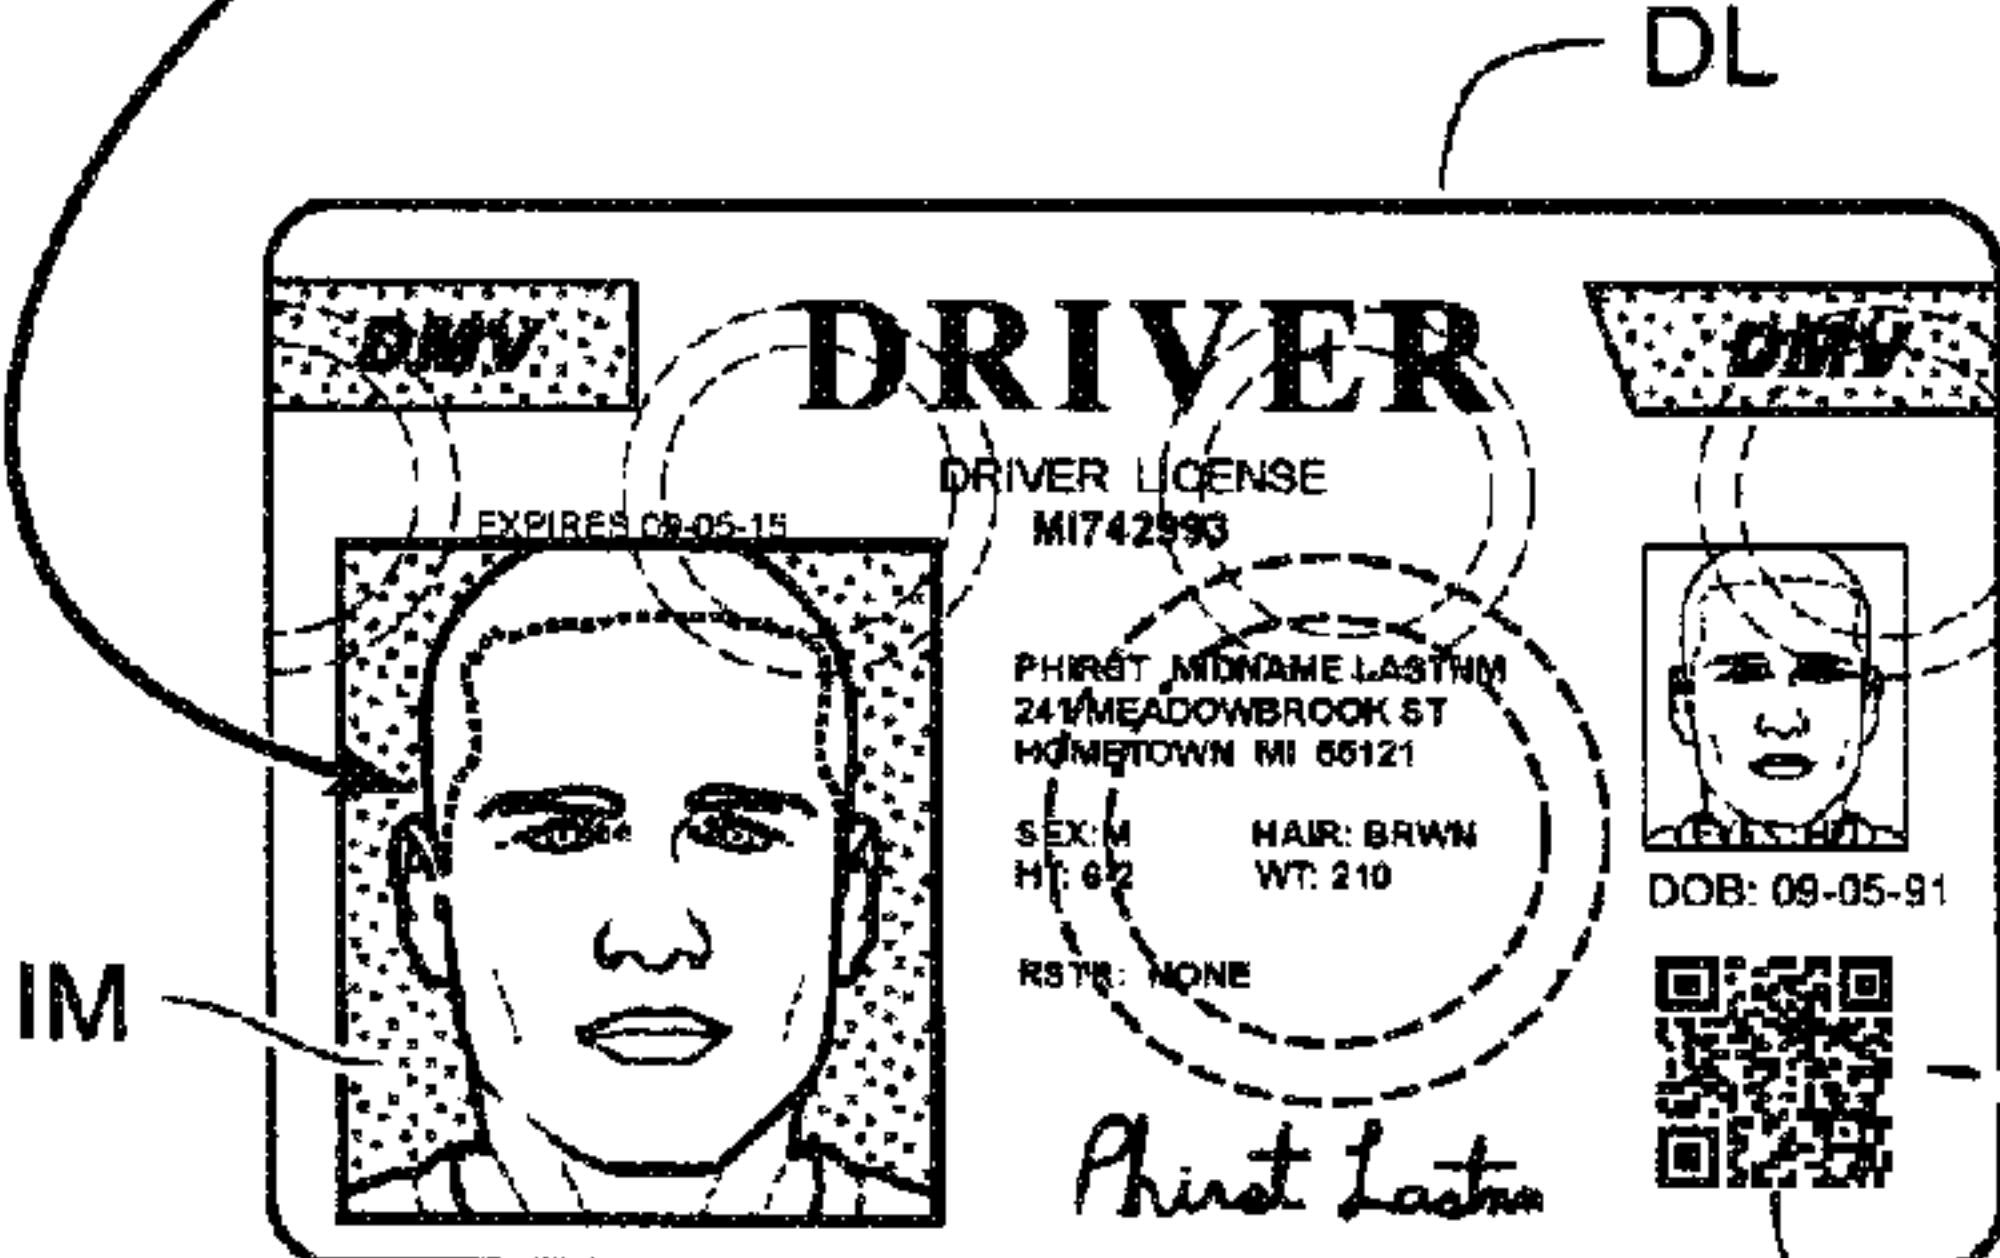 DL
DMV DRIVER DMV
DRIVER LICENSE
EXPIRES 09-05-15
MI742993
PHIRST MIDNAME LASTNM
241 MEADOWBROOK ST
HOMETOWN MI 55121
SEX: M HAIR: BRWN
HT: 6-2 WT: 210
DOB: 09-05-91
RSTR: NONE
IM
Phirst Lastnm